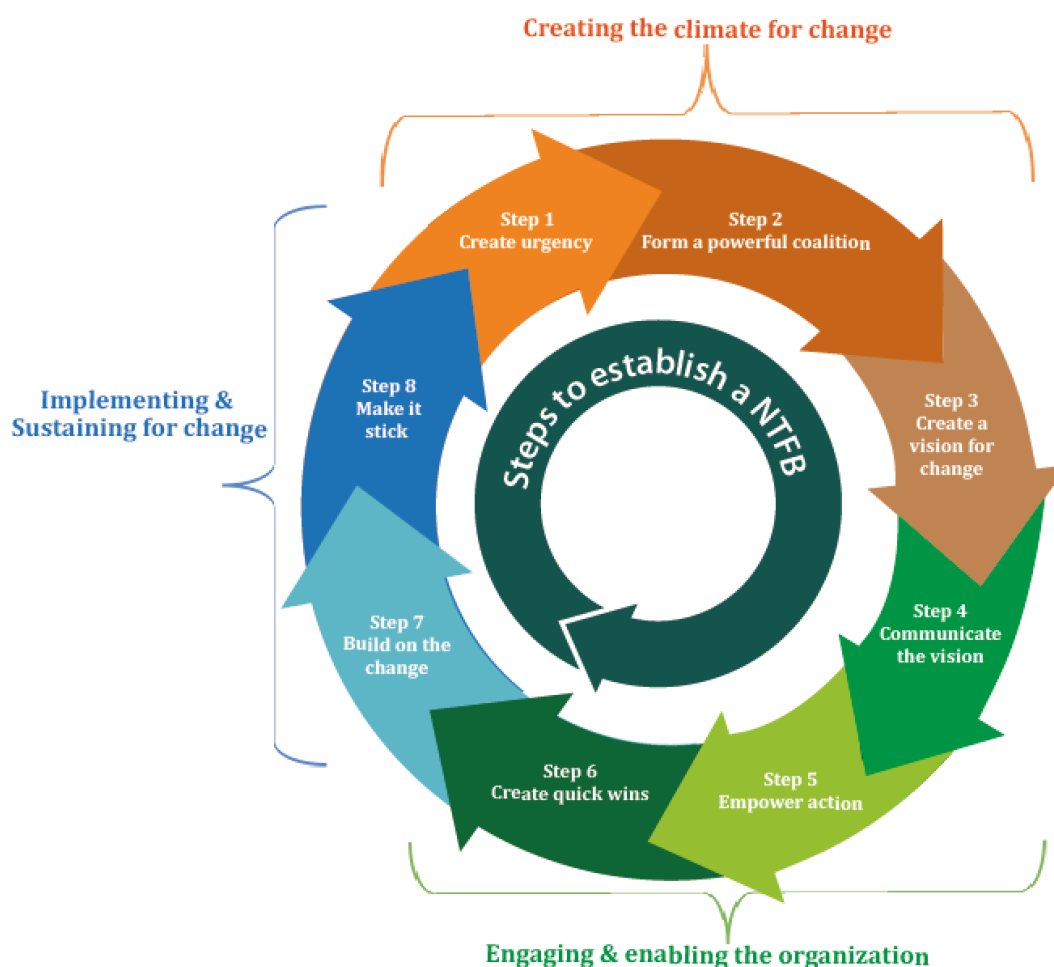 Creating the climate for change
Step 1
Create urgency
Step 2
Form a powerful coalition
Step 3
Create a
vision for
change
Step 4
Communicate
the vision
Step 5
Empower action
Step 6
Create quick wins
Step 7
Build on the
change
Step 8
Make it
stick
Steps to establish a NTFB
Implementing &
Sustaining for change
Engaging & enabling the organization